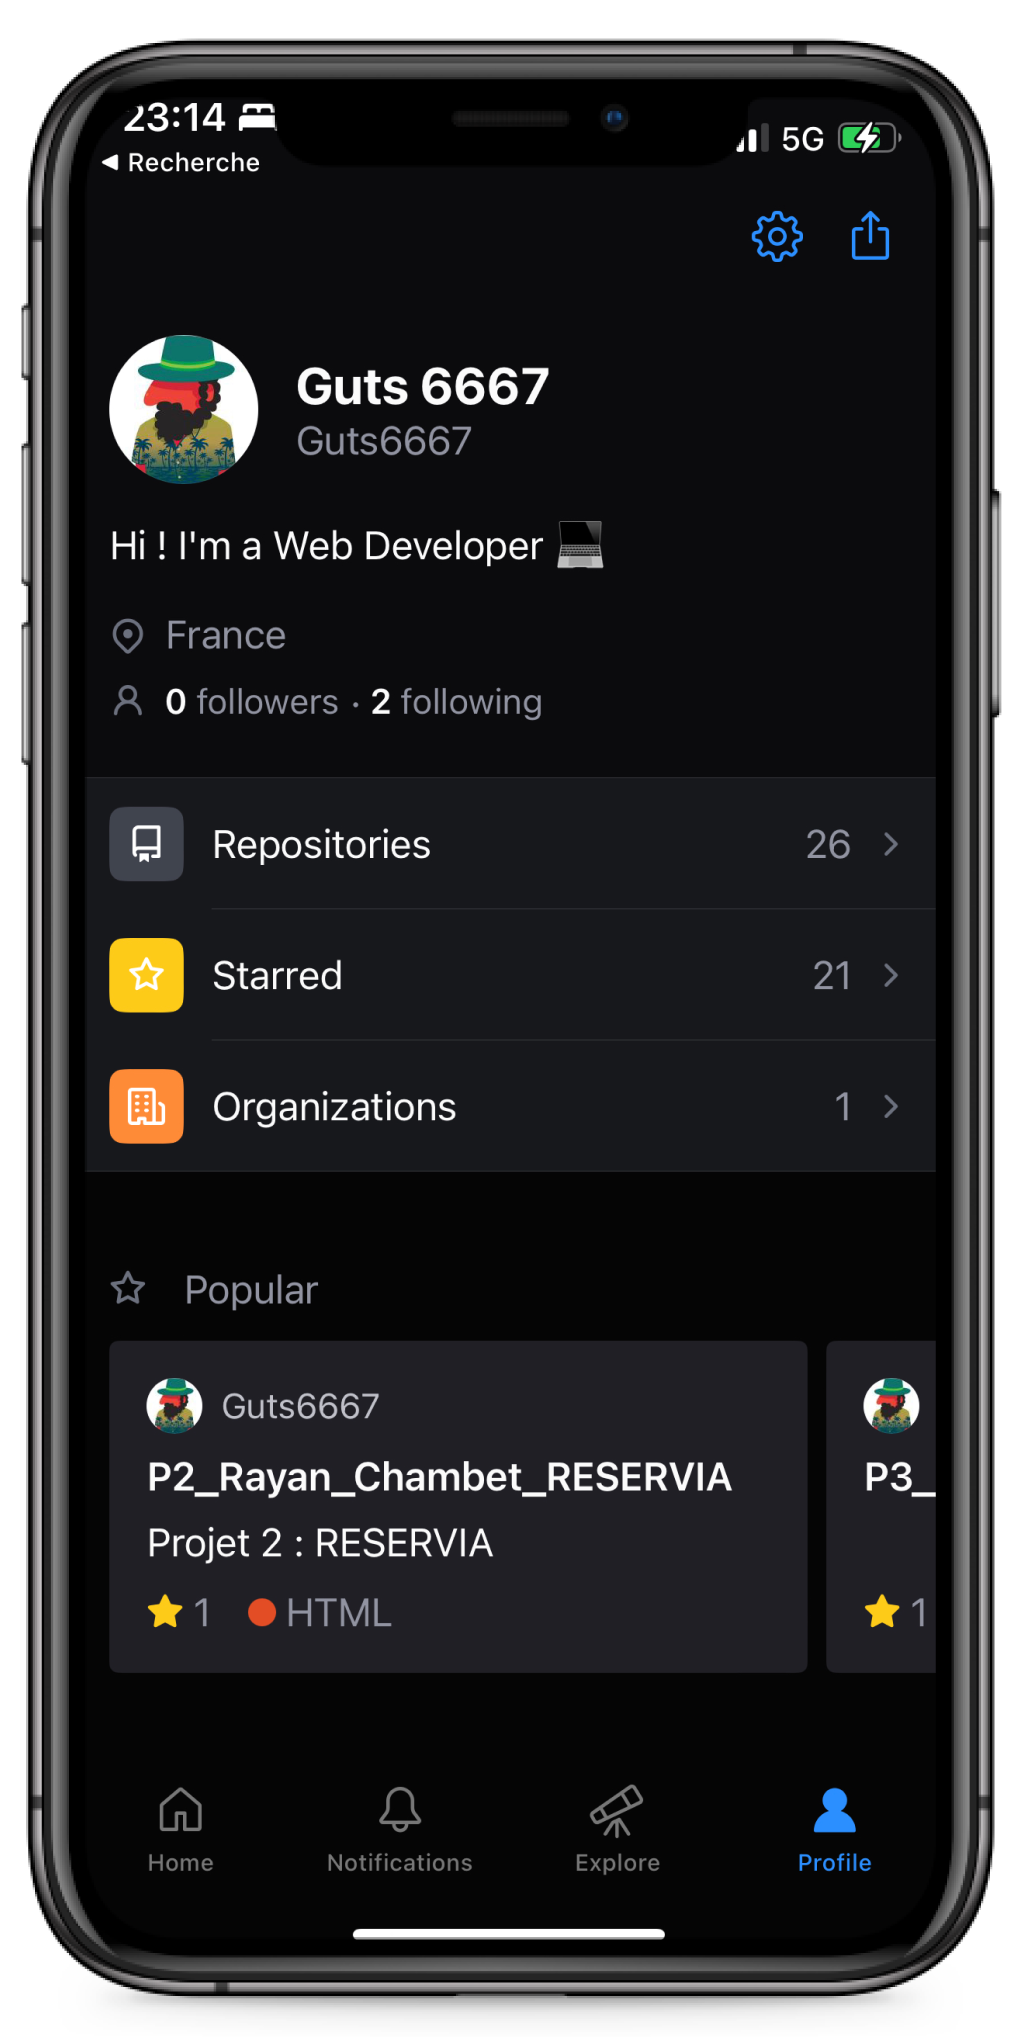 23:14
◀ Recherche
5G
Guts 6667
Guts6667
Hi ! I'm a Web Developer 💻
France
0 followers · 2 following
Repositories 26
Starred 21
Organizations 1
Popular
Guts6667
P2_Rayan_Chambet_RESERVIA
Projet 2 : RESERVIA
1 HTML
P3_
1
Home
Notifications
Explore
Profile